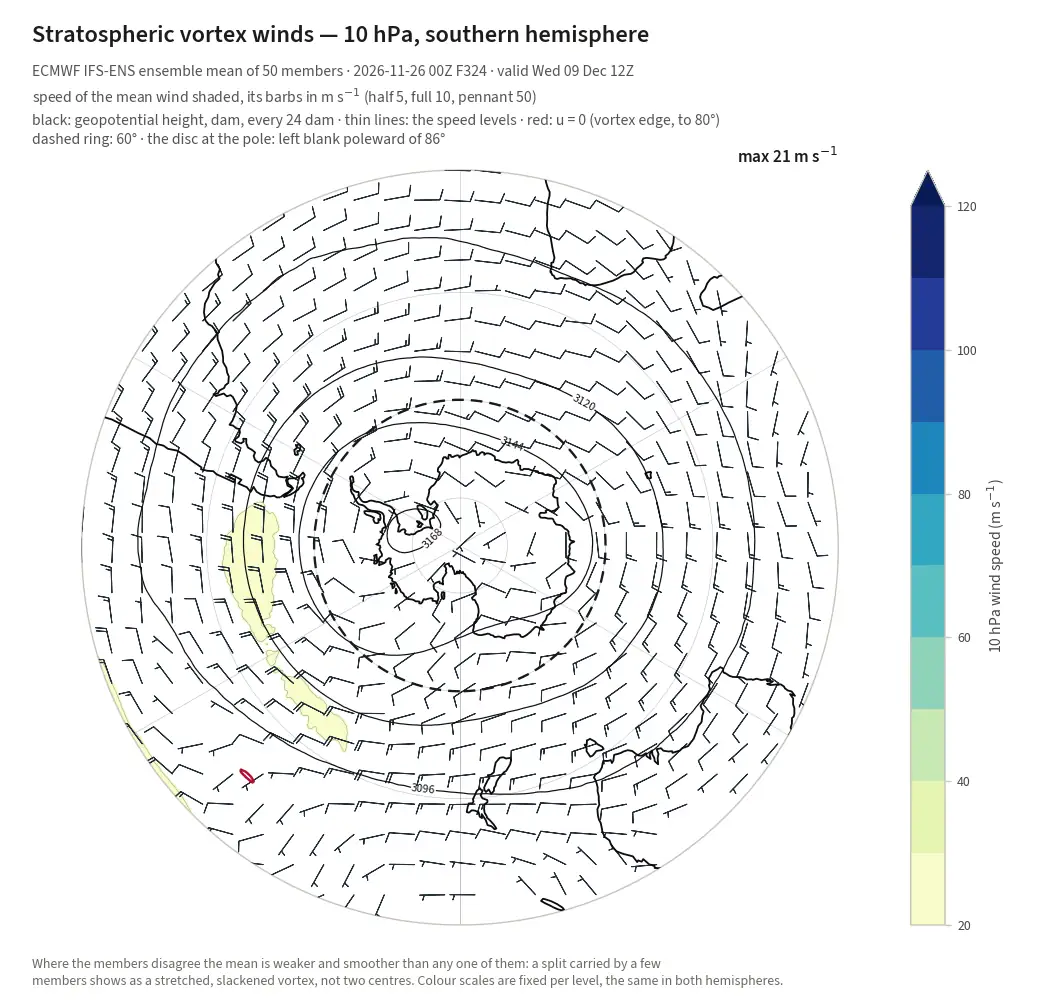 Stratospheric vortex winds — 10 hPa, southern hemisphere
ECMWF IFS-ENS ensemble mean of 50 members · 2026-11-26 00Z F324 · valid Wed 09 Dec 12Z
speed of the mean wind shaded, its barbs in m s⁻¹ (half 5, full 10, pennant 50)
black: geopotential height, dam, every 24 dam · thin lines: the speed levels · red: u = 0 (vortex edge, to 80°)
dashed ring: 60° · the disc at the pole: left blank poleward of 86°
max 21 m s⁻¹
120
100
80
60
40
20
10 hPa wind speed (m s⁻¹)
3120
3144
3168
3096
Where the members disagree the mean is weaker and smoother than any one of them: a split carried by a few
members shows as a stretched, slackened vortex, not two centres. Colour scales are fixed per level, the same in both hemispheres.